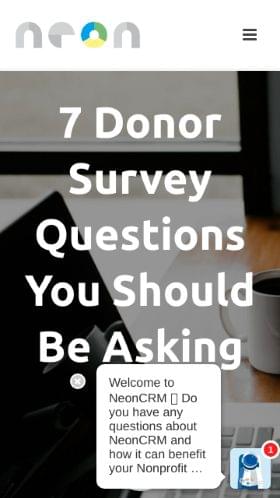 neon
7 Donor
Survey
Questions
You Should
Be Asking
Welcome to
NeonCRM ▯ Do
you have any
questions about
NeonCRM and
how it can benefit
your Nonprofit ...
1